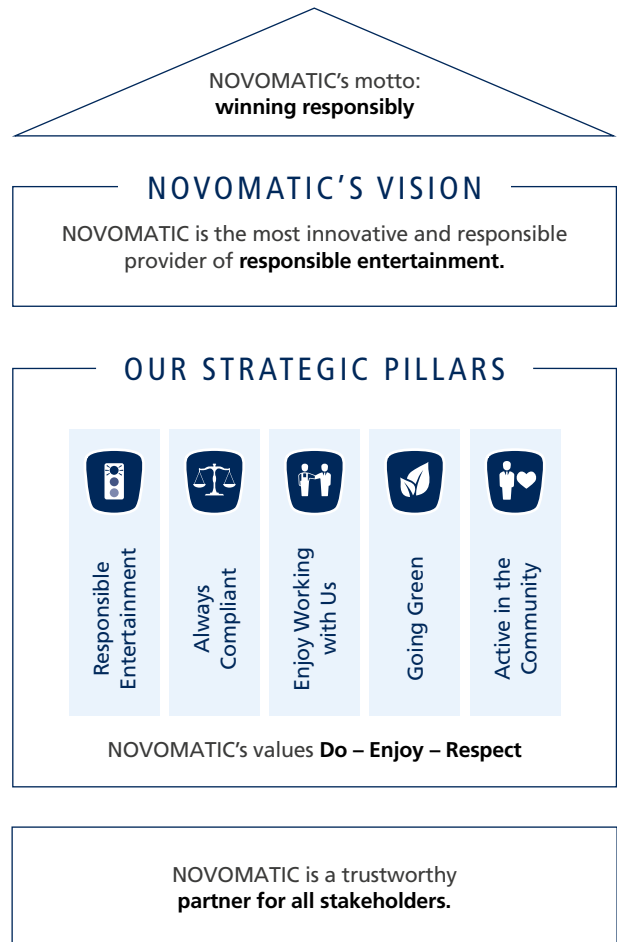 NOVOMATIC's motto:
winning responsibly
NOVOMATIC'S VISION
NOVOMATIC is the most innovative and responsible
provider of responsible entertainment.
OUR STRATEGIC PILLARS
Responsible
Entertainment
Always
Compliant
Enjoy Working
with Us
Going Green
Active in the
Community
NOVOMATIC's values Do – Enjoy – Respect
NOVOMATIC is a trustworthy
partner for all stakeholders.